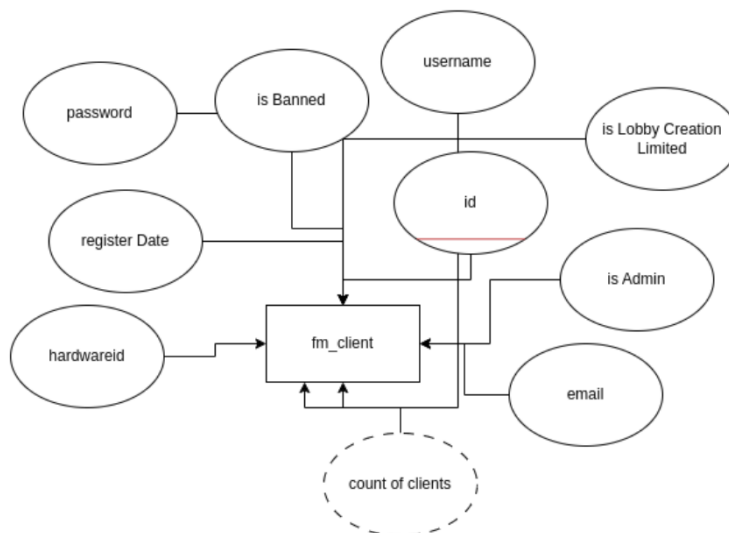 username
is Banned
password
is Lobby Creation
Limited
id
register Date
is Admin
fm_client
hardwareid
email
count of clients